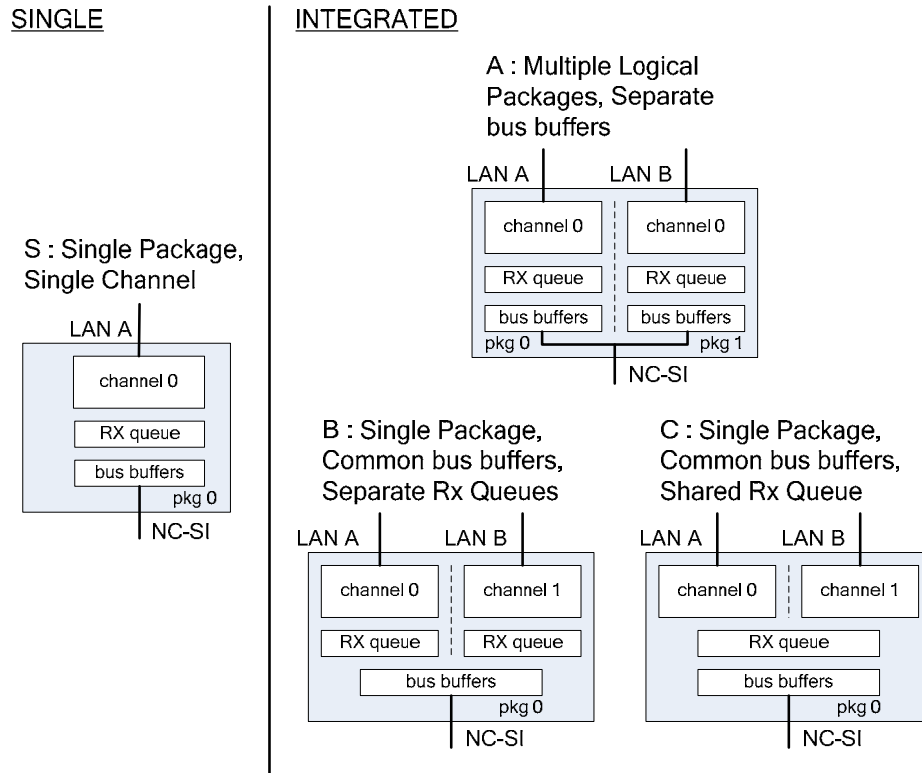 SINGLE
S : Single Package,
Single Channel
LAN A
channel 0
RX queue
bus buffers
pkg 0
NC-SI
INTEGRATED
A : Multiple Logical
Packages, Separate
bus buffers
LAN A
LAN B
channel 0
channel 0
RX queue
RX queue
bus buffers
bus buffers
pkg 0
pkg 1
NC-SI
B : Single Package,
Common bus buffers,
Separate Rx Queues
LAN A
LAN B
channel 0
channel 1
RX queue
RX queue
bus buffers
pkg 0
NC-SI
C : Single Package,
Common bus buffers,
Shared Rx Queue
LAN A
LAN B
channel 0
channel 1
RX queue
bus buffers
pkg 0
NC-SI